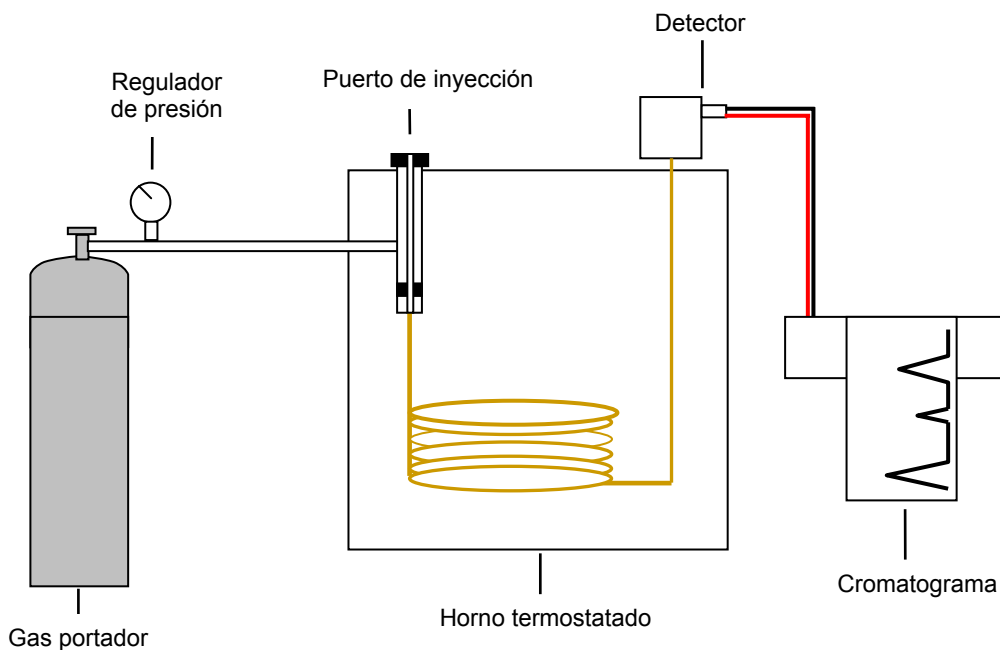 Detector
Regulador
de presión
Puerto de inyección
Cromatograma
Horno termostatado
Gas portador